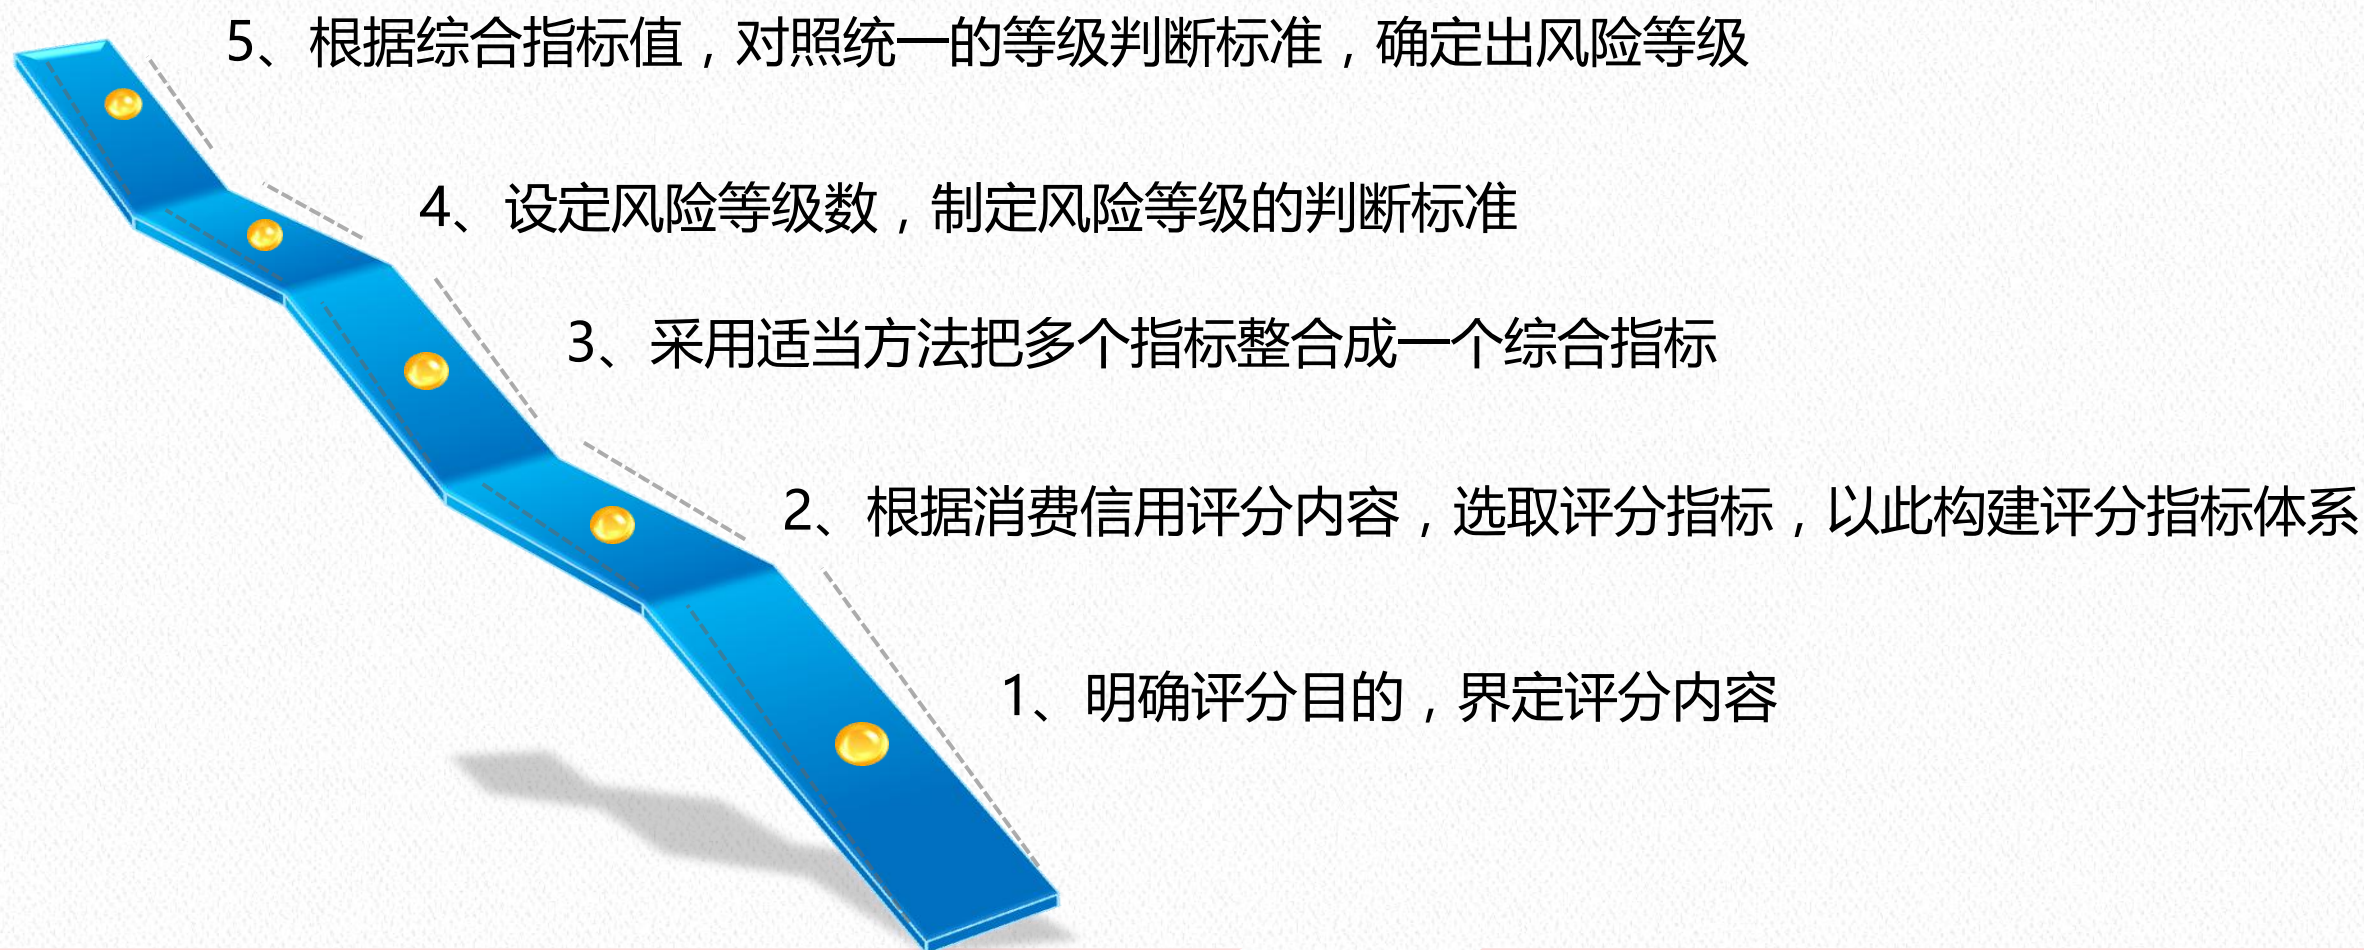 5、根据综合指标值，对照统一的等级判断标准，确定出风险等级
4、设定风险等级数，制定风险等级的判断标准
3、采用适当方法把多个指标整合成一个综合指标
2、根据消费信用评分内容，选取评分指标，以此构建评分指标体系
1、明确评分目的，界定评分内容